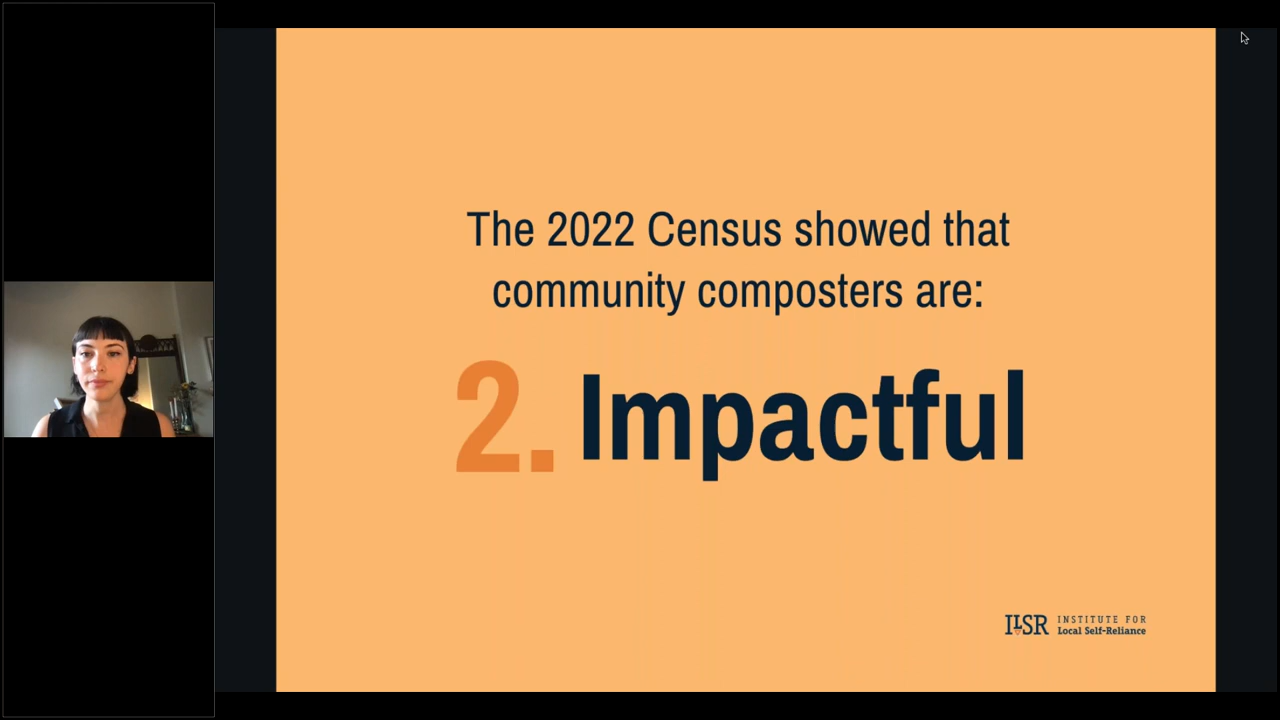 The 2022 Census showed that
community composters are:
2. Impactful
ILSR INSTITUTE FOR
Local Self-Reliance